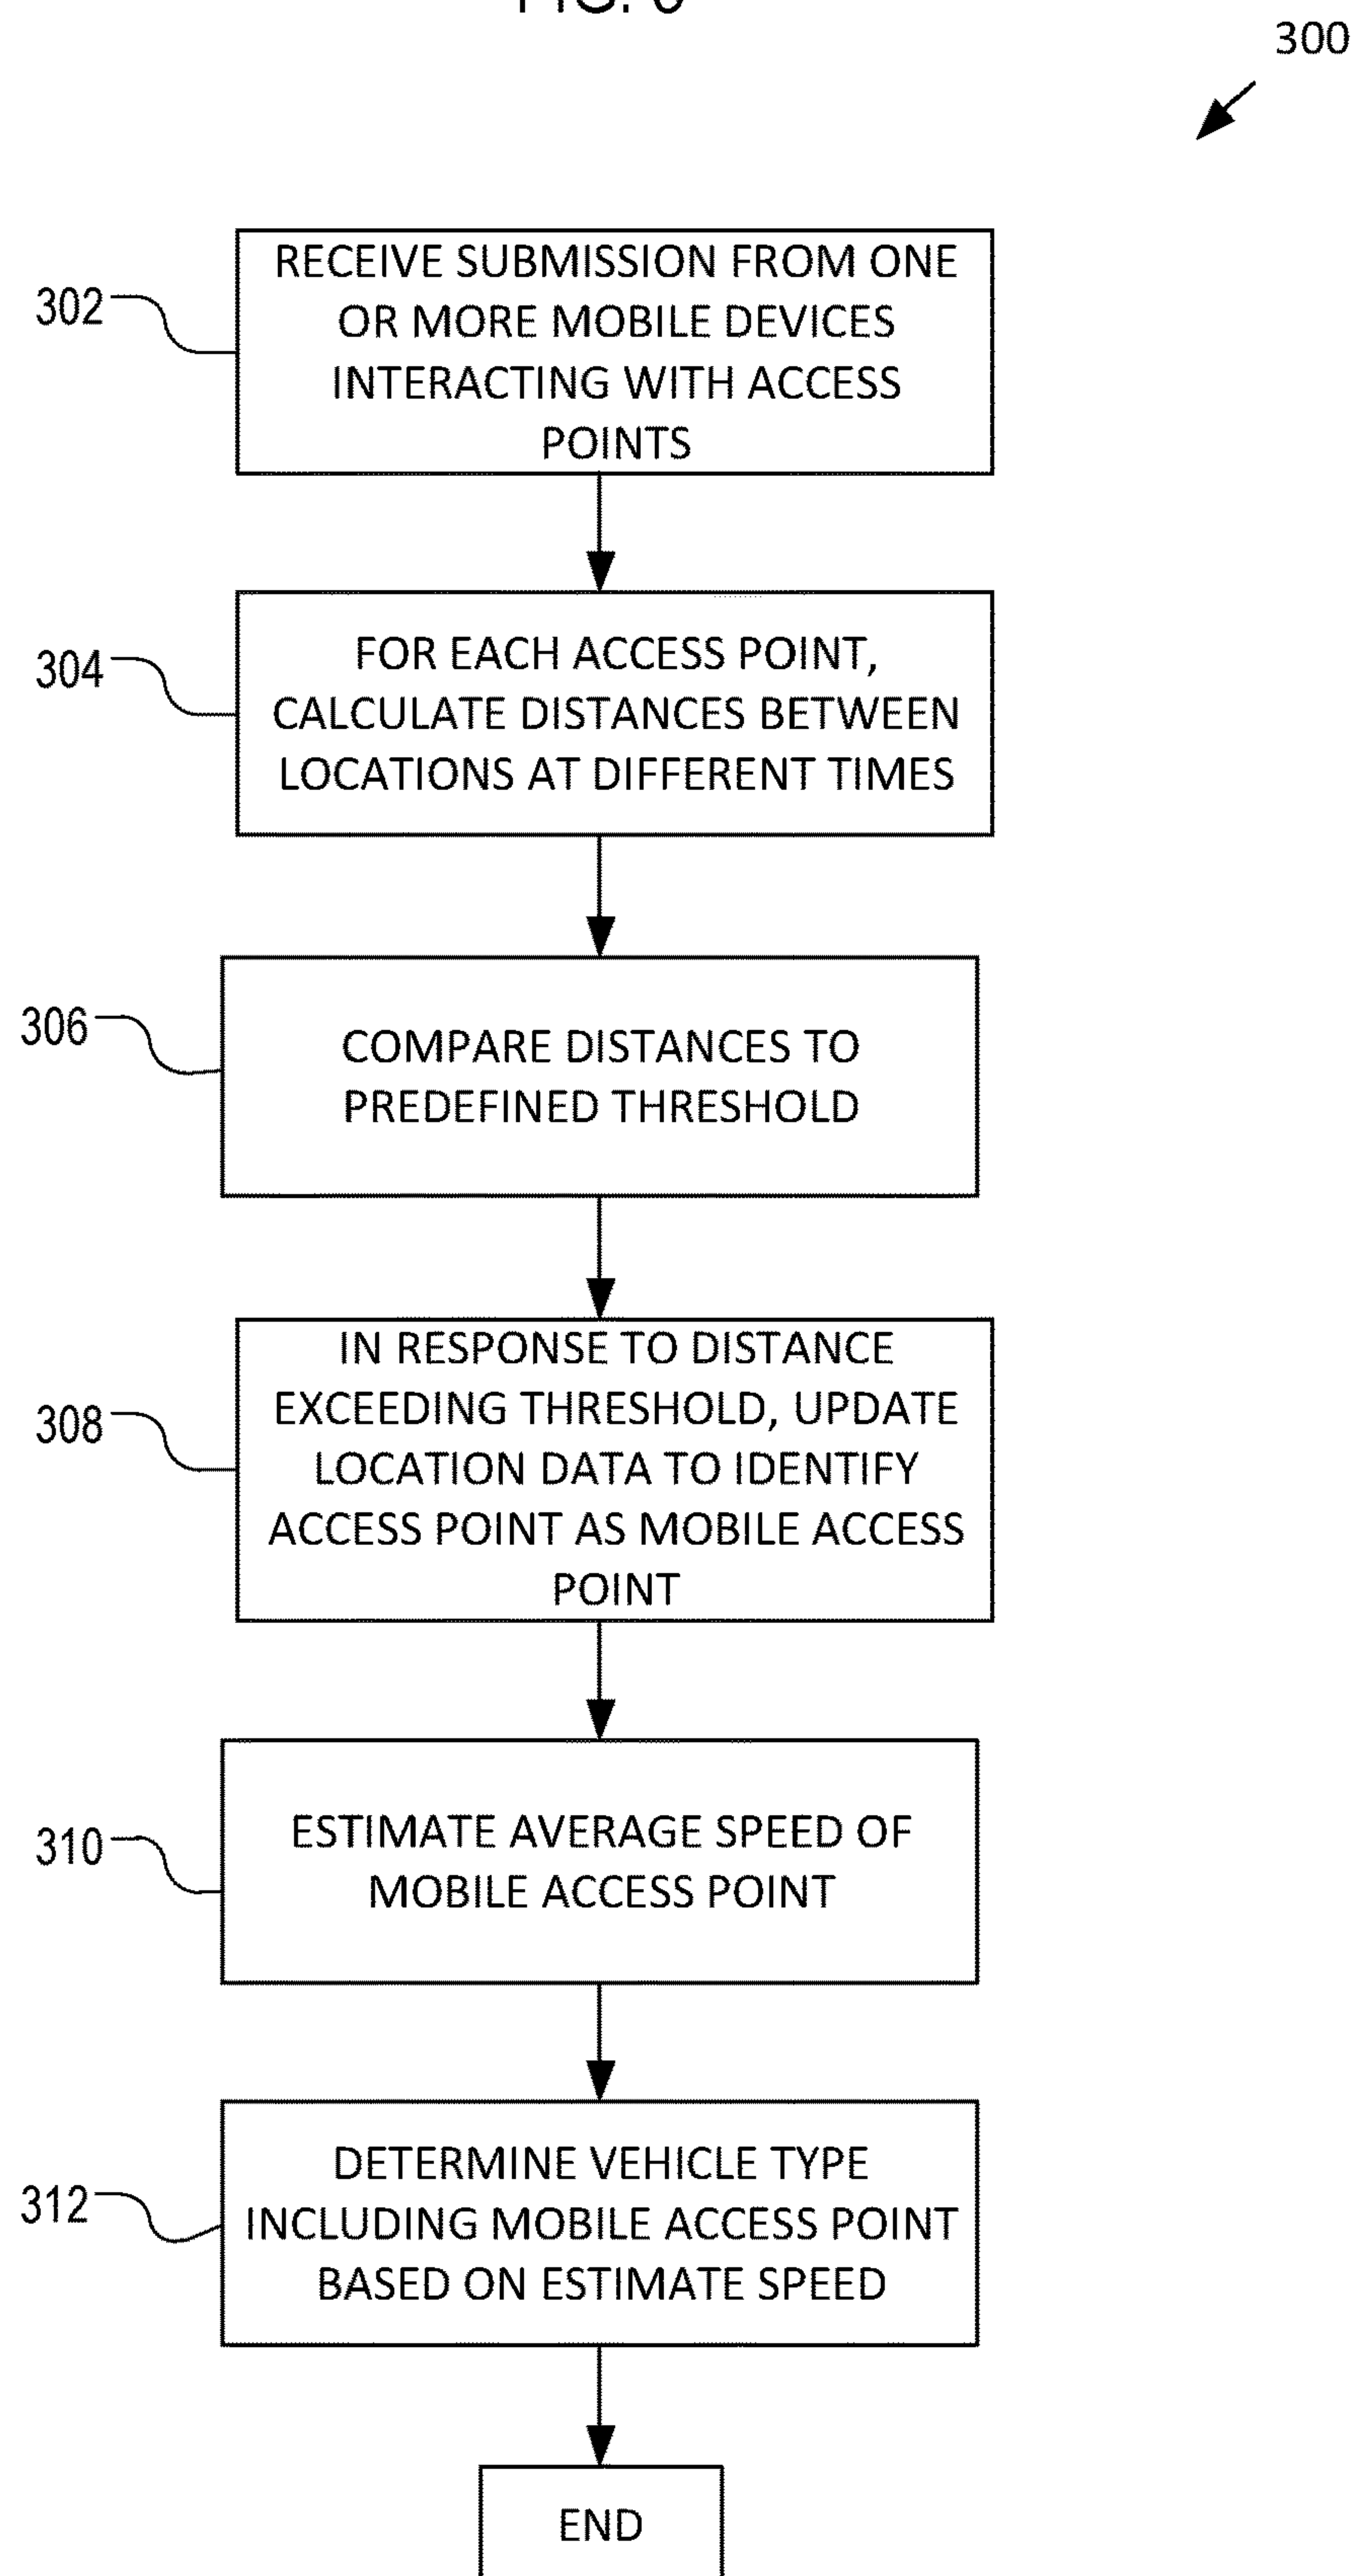 300
RECEIVE SUBMISSION FROM ONE
OR MORE MOBILE DEVICES
INTERACTING WITH ACCESS
POINTS
302
FOR EACH ACCESS POINT,
CALCULATE DISTANCES BETWEEN
LOCATIONS AT DIFFERENT TIMES
304
COMPARE DISTANCES TO
PREDEFINED THRESHOLD
306
IN RESPONSE TO DISTANCE
EXCEEDING THRESHOLD, UPDATE
LOCATION DATA TO IDENTIFY
ACCESS POINT AS MOBILE ACCESS
POINT
308
ESTIMATE AVERAGE SPEED OF
MOBILE ACCESS POINT
310
DETERMINE VEHICLE TYPE
INCLUDING MOBILE ACCESS POINT
BASED ON ESTIMATE SPEED
312
END